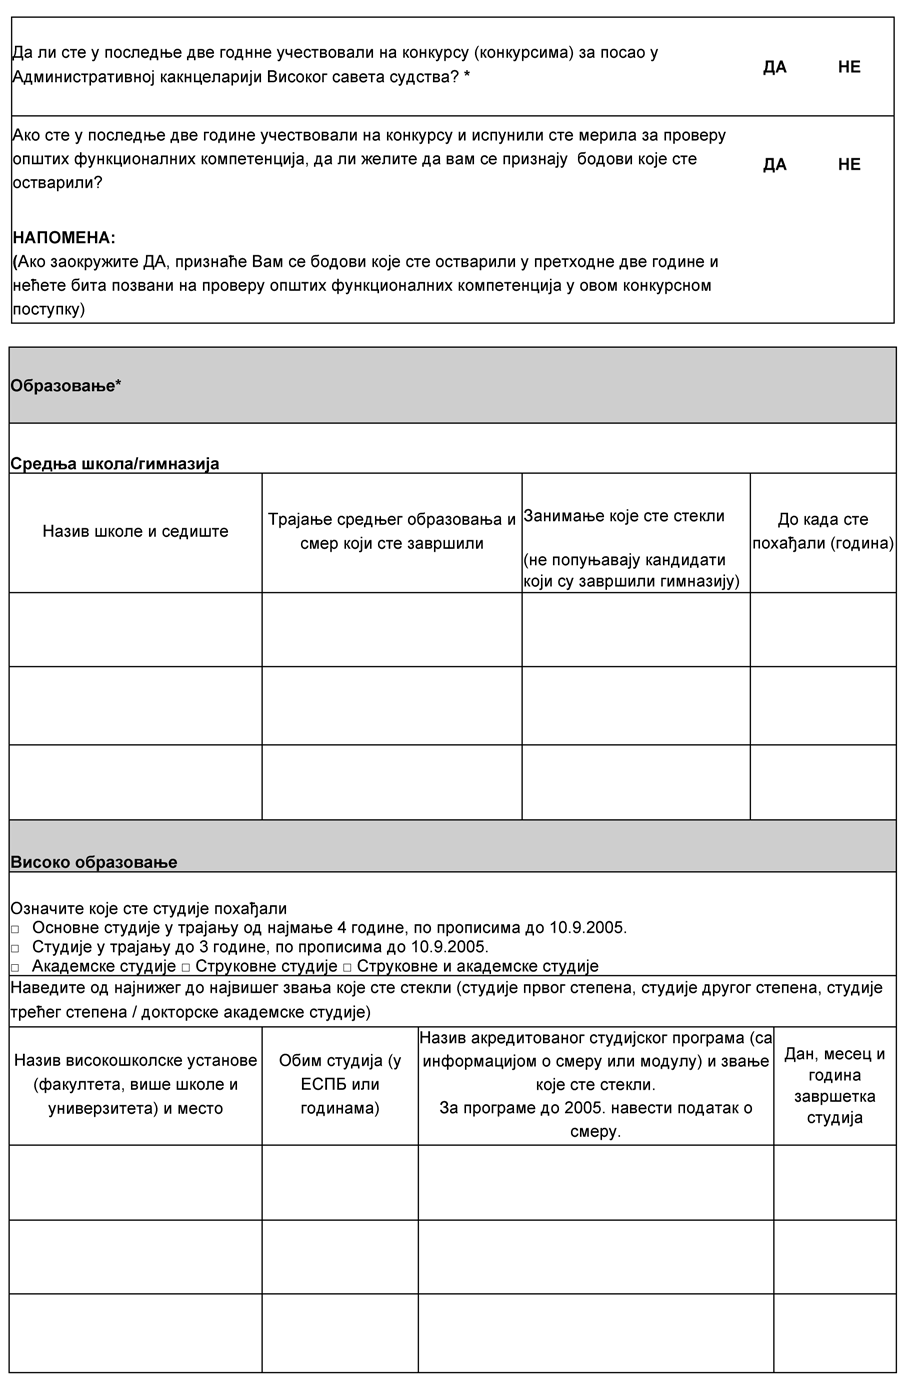 Да ли сте у последње две годнне учествовали на конкурсу (конкурсима) за посао у
Административној какнцеларији Високог савета судства? *
ДА НЕ
Ако сте у последње две године учествовали на конкурсу и испунили сте мерила за проверу
општих функционалних компетенција, да ли желите да вам се признају бодови које сте
остварили?
ДА НЕ
НАПОМЕНА:
(Ако заокружите ДА, признаће Вам се бодови које сте остварили у претходне две године и
нећете бита позвани на проверу општих функционалних компетенција у овом конкурсном
поступку)
Образовање*
Средња школа/гимназија
Назив школе и седиште
Трајање средњег образовања и
смер који сте завршили
Занимање које сте стекли
(не попуњавају кандидати
који су завршили гимназију)
До када сте
похађали (година)
Високо образовање
Означите које сте студије похађали
□ Основне студије у трајању од најмање 4 године, по прописима до 10.9.2005.
□ Студије у трајању до 3 године, по прописима до 10.9.2005.
□ Академске студије □ Струковне студије □ Струковне и академске студије
Наведите од најнижег до највишег звања које сте стекли (студије првог степена, студије другог степена, студије
трећег степена / докторске академске студије)
Назив високошколске установе
(факултета, више школе и
универзитета) и место
Обим студија (у
ЕСПБ или
годинама)
Назив акредитованог студијског програма (са
информацијом о смеру или модулу) и звање
које сте стекли.
За програме до 2005. навести податак о
смеру.
Дан, месец и
година
завршетка
студија